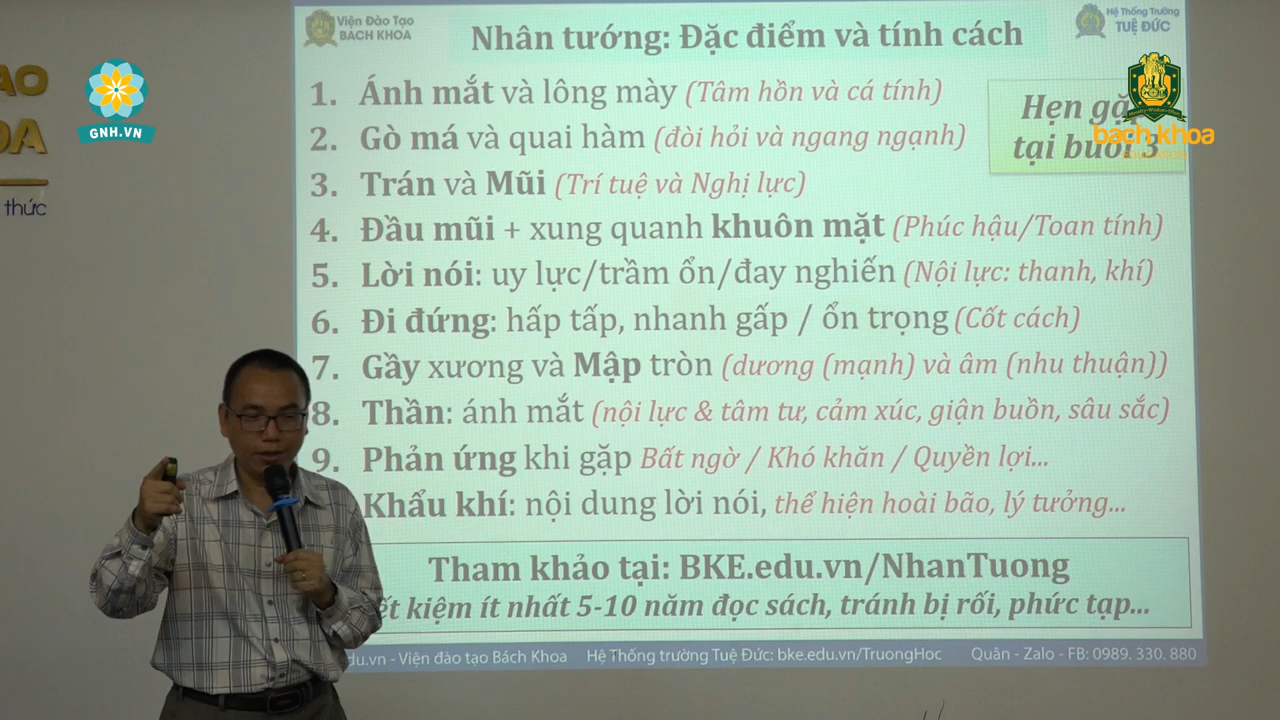 Viện Đào Tạo
BÁCH KHOA
Nhân tướng: Đặc điểm và tính cách
Hệ Thống Trường
TUỆ ĐỨC
thức
GNH.VN
1. Ánh mắt và lông mày (Tâm hồn và cá tính)
2. Gò má và quai hàm (đòi hỏi và ngang ngạnh)
3. Trán và Mũi (Trí tuệ và Nghị lực)
4. Đầu mũi + xung quanh khuôn mặt (Phúc hậu/Toan tính)
5. Lời nói: uy lực/trầm ổn/đay nghiến (Nội lực: thanh, khí)
6. Đi đứng: hấp tấp, nhanh gấp / ổn trọng (Cốt cách)
7. Gầy xương và Mập tròn (dương (mạnh) và âm (nhu thuận))
8. Thần: ánh mắt (nội lực & tâm tư, cảm xúc, giận buồn, sâu sắc)
9. Phản ứng khi gặp Bất ngờ / Khó khăn / Quyền lợi...
Khẩu khí: nội dung lời nói, thể hiện hoài bão, lý tưởng...
Hẹn
tại buổi 3
bach khoa
EDUCATION
Tham khảo tại: BKE.edu.vn/NhanTuong
kiệm ít nhất 5-10 năm đọc sách, tránh bị rối, phức tạp...
du.vn - Viện đào tạo Bách Khoa Hệ Thống trường Tuệ Đức: bke.edu.vn/TruongHoc Quân - Zalo - FB: 0989. 330. 880